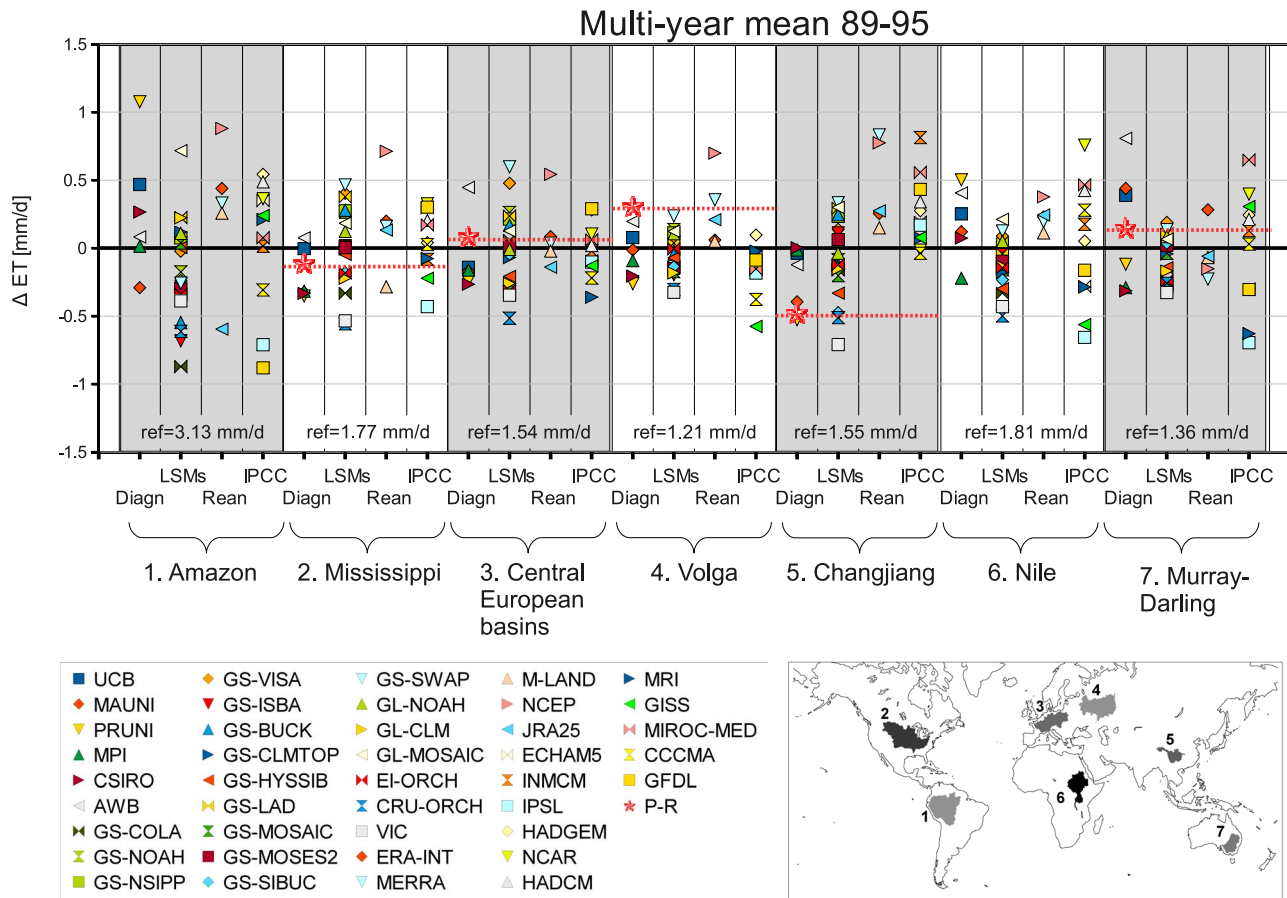 Multi-year mean 89-95
Δ ET [mm/d]
1.5
1
0.5
0
-0.5
-1
-1.5
ref=3.13 mm/d ref=1.77 mm/d ref=1.54 mm/d ref=1.21 mm/d ref=1.55 mm/d ref=1.81 mm/d ref=1.36 mm/d
LSMs IPCC LSMs IPCC LSMs IPCC LSMs IPCC LSMs IPCC LSMs IPCC LSMs IPCC
Diagn Rean Diagn Rean Diagn Rean Diagn Rean Diagn Rean Diagn Rean Diagn Rean
1. Amazon
2. Mississippi
3. Central
European
basins
4. Volga
5. Changjiang
6. Nile
7. Murray-
Darling
UCB
MAUNI
PRUNI
MPI
CSIRO
AWB
GS-COLA
GS-NOAH
GS-NSIPP
GS-VISA
GS-ISBA
GS-BUCK
GS-CLMTOP
GS-HYSSIB
GS-LAD
GS-MOSAIC
GS-MOSES2
GS-SIBUC
GS-SWAP
GL-NOAH
GL-CLM
GL-MOSAIC
EI-ORCH
CRU-ORCH
VIC
ERA-INT
MERRA
M-LAND
NCEP
JRA25
ECHAM5
INMCM
IPSL
HADGEM
NCAR
HADCM
MRI
GISS
MIROC-MED
CCCMA
GFDL
P-R
1
2
3
4
5
6
7